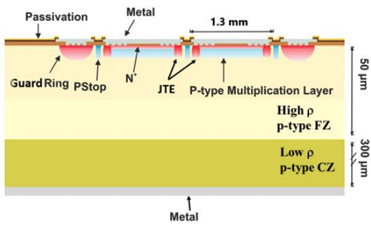 Metal
Passivation
1.3 mm
Guard Ring
PStop
N+
JTE
P-type Multiplication Layer
50 μm
High ρ
p-type FZ
Low ρ
p-type CZ
300 μm
Metal